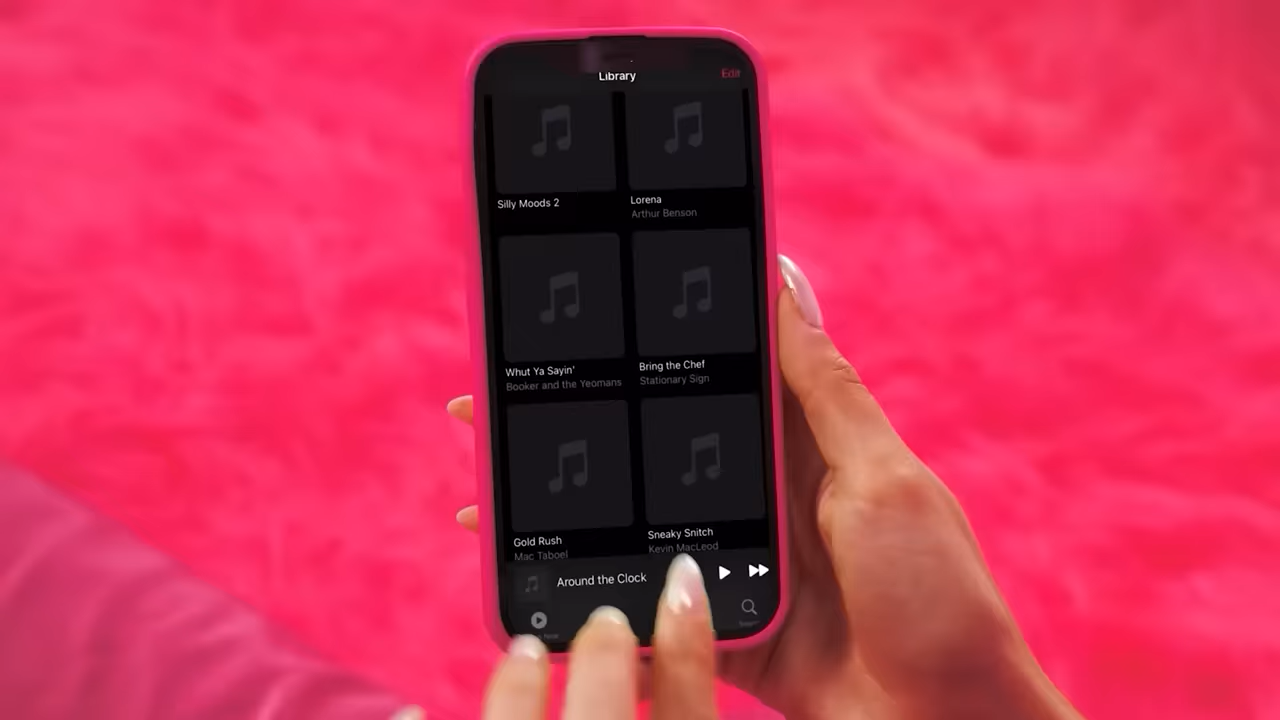 Library
Edit
Silly Moods 2
Lorena
Arthur Benson
Whut Ya Sayin'
Booker and the Yeomans
Bring the Chef
Stationary Sign
Gold Rush
Mac Taboel
Sneaky Snitch
Kevin MacLeod
Around the Clock